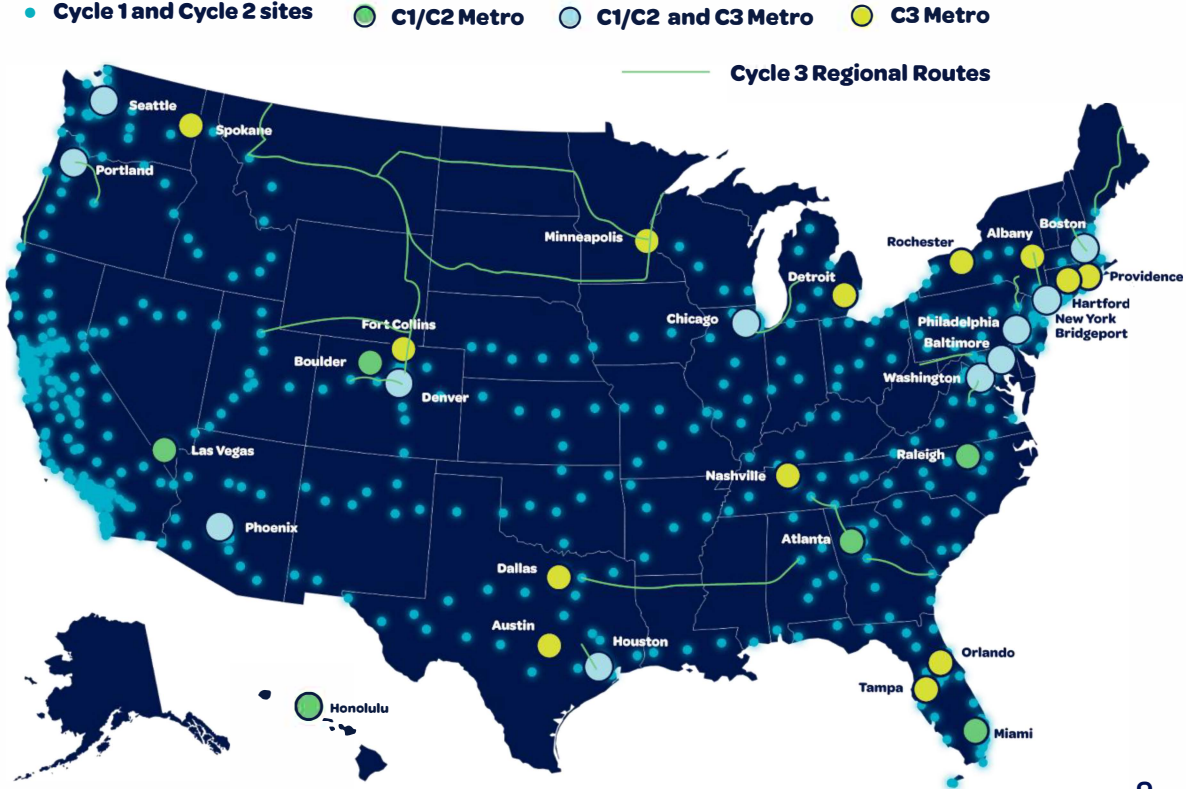 Cycle 1 and Cycle 2 sites
C1/C2 Metro
C1/C2 and C3 Metro
C3 Metro
Cycle 3 Regional Routes
Seattle
Spokane
Portland
Minneapolis
Boston
Albany
Rochester
Detroit
Providence
Hartford
New York
Bridgeport
Chicago
Philadelphia
Baltimore
Fort Collins
Boulder
Washington
Denver
Las Vegas
Raleigh
Nashville
Phoenix
Atlanta
Dallas
Austin
Houston
Orlando
Tampa
Honolulu
Miami